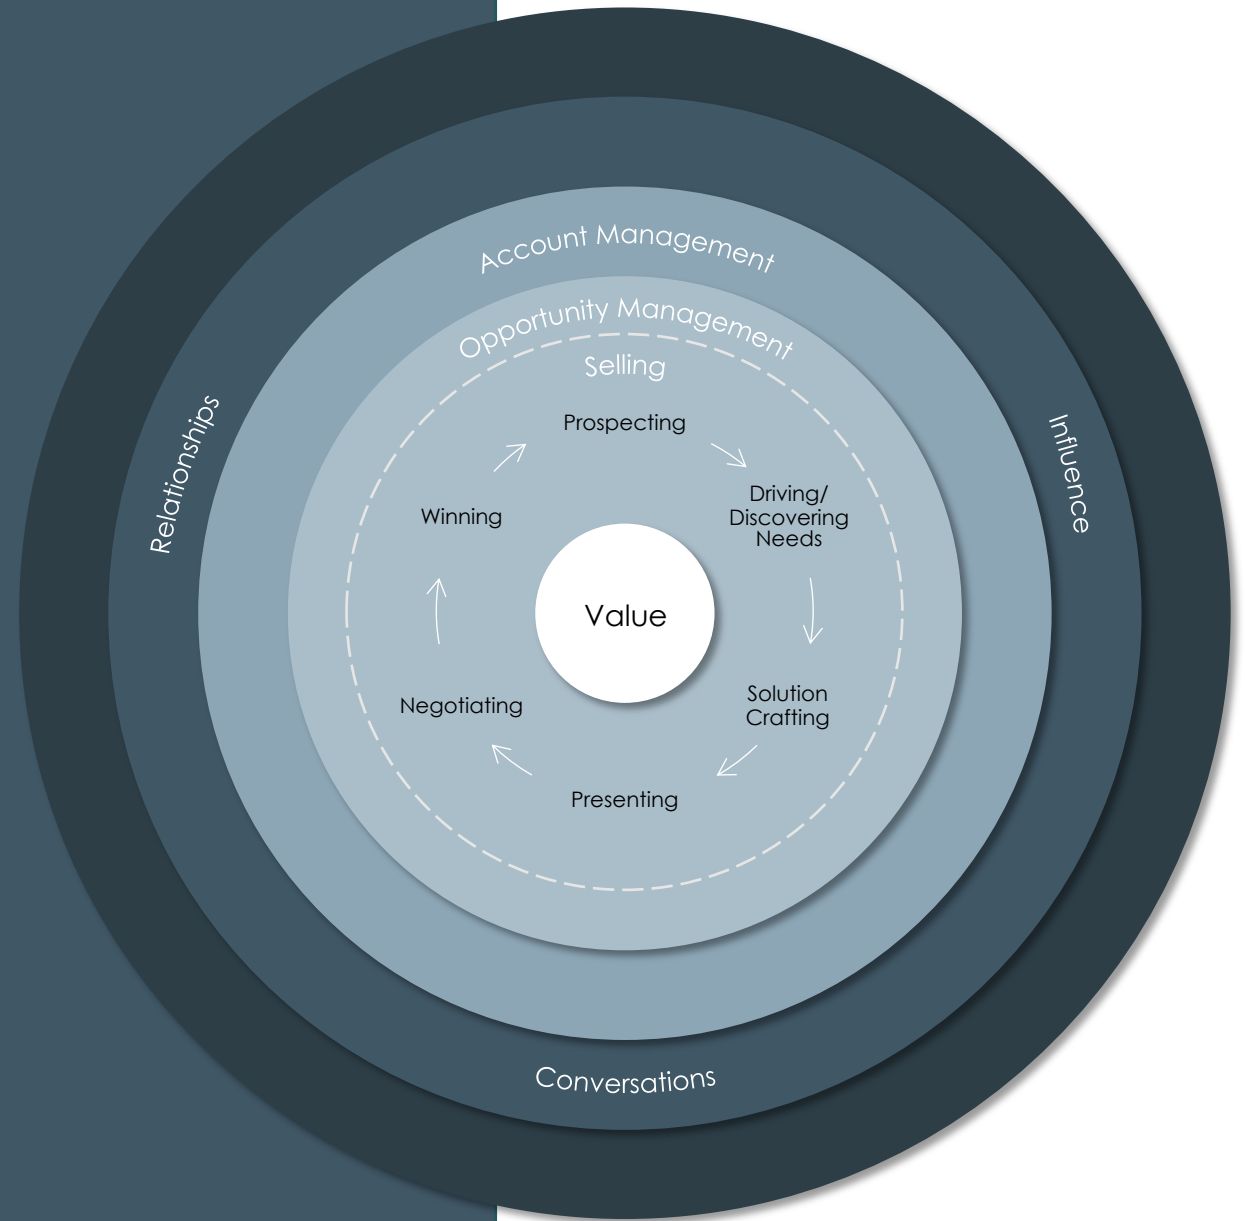 Account Management
Opportunity Management
Selling
Prospecting
Driving/
Discovering
Needs
Solution
Crafting
Presenting
Negotiating
Winning
Value
Relationships
Influence
Conversations